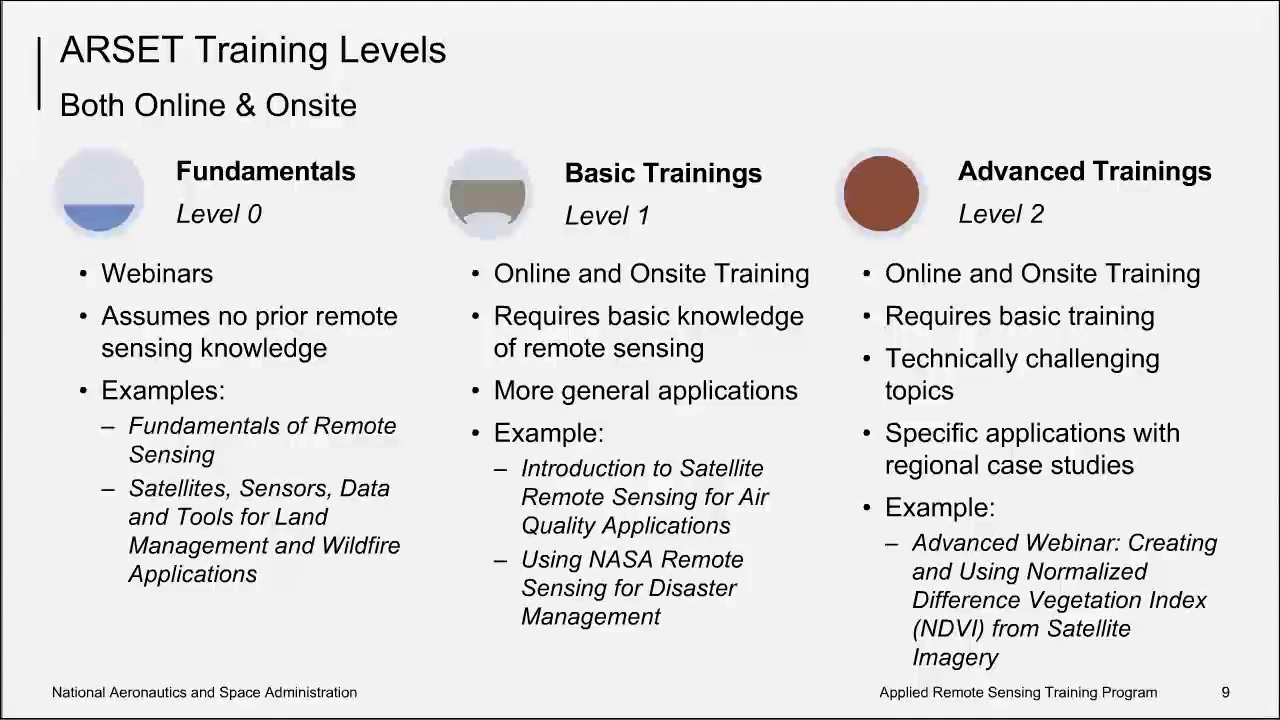 ARSET Training Levels
Both Online & Onsite
Fundamentals
Level 0
• Webinars
• Assumes no prior remote
sensing knowledge
• Examples:
– Fundamentals of Remote
Sensing
– Satellites, Sensors, Data
and Tools for Land
Management and Wildfire
Applications
Basic Trainings
Level 1
• Online and Onsite Training
• Requires basic knowledge
of remote sensing
• More general applications
• Example:
– Introduction to Satellite
Remote Sensing for Air
Quality Applications
– Using NASA Remote
Sensing for Disaster
Management
Advanced Trainings
Level 2
• Online and Onsite Training
• Requires basic training
• Technically challenging
topics
• Specific applications with
regional case studies
• Example:
– Advanced Webinar: Creating
and Using Normalized
Difference Vegetation Index
(NDVI) from Satellite
Imagery
National Aeronautics and Space Administration
Applied Remote Sensing Training Program
9